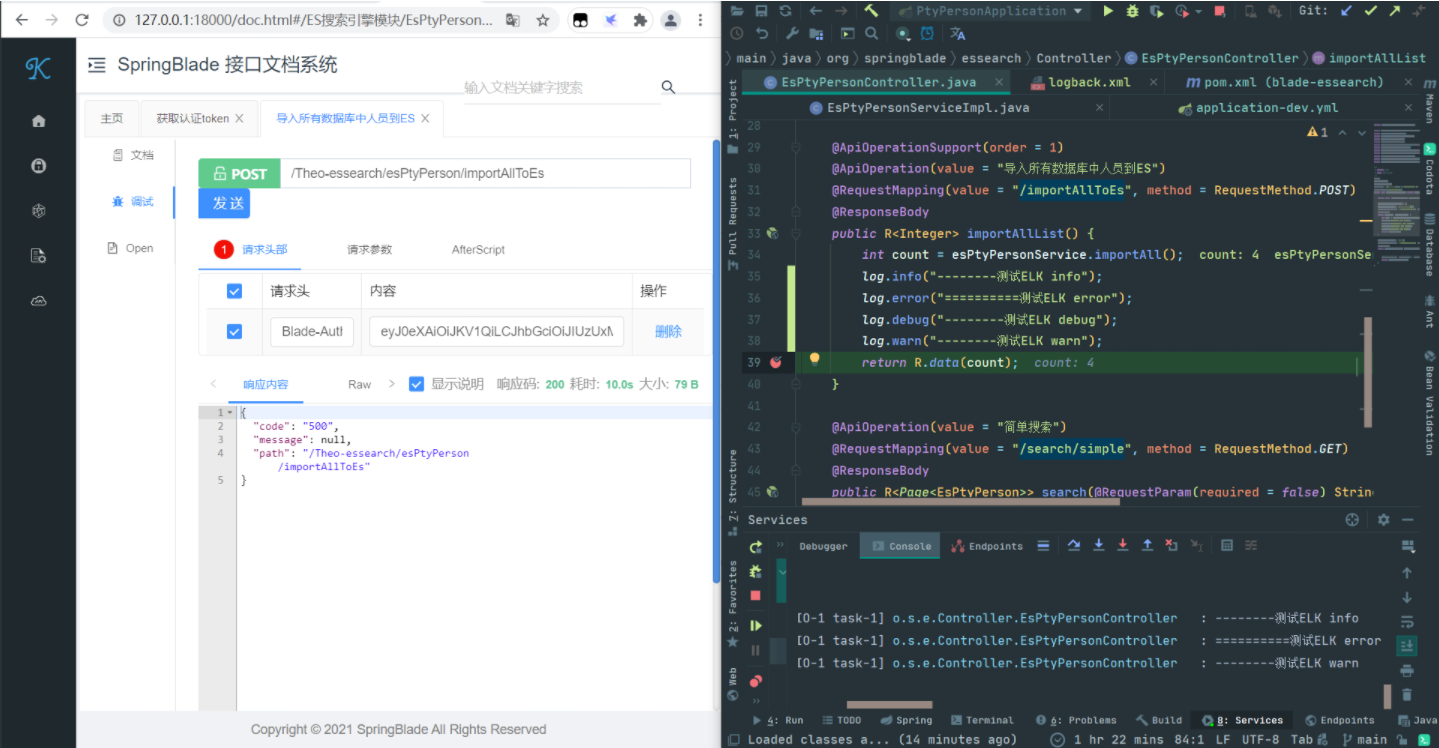 127.0.0.1:18000/doc.html#/ES搜索引擎模块/EsPtyPerson...
SpringBlade 接口文档系统
输入文档关键字搜索
主页
获取认证token
导入所有数据库中人员到ES
文档
调试
Open
POST
/Theo-essearch/esPtyPerson/importAllToEs
发 送
1 请求头部
请求参数
AfterScript
请求头
内容
操作
Blade-Auth
eyJ0eXAiOiJKV1QiLCJhbGciOiJIUzUxM
删除
响应内容
Raw
显示说明
响应码: 200 耗时: 10.0s 大小: 79 B
1 {
2 "code": "500",
3 "message": null,
4 "path": "/Theo-essearch/esPtyPerson
/importAllToEs"
5 }
Copyright © 2021 SpringBlade All Rights Reserved
PtyPersonApplication
Git:
main › java › org › springblade › essearch › Controller › EsPtyPersonController › importAllList
EsPtyPersonController.java
logback.xml
pom.xml (blade-essearch)
EsPtyPersonServiceImpl.java
application-dev.yml
1: Project
Pull Requests
7: Structure
2: Favorites
Web
28
1
29 @ApiOperationSupport(order = 1)
30 @ApiOperation(value = "导入所有数据库中人员到ES")
31 @RequestMapping(value = "/importAllToEs", method = RequestMethod.POST)
32 @ResponseBody
33 public R<Integer> importAllList() {
34 int count = esPtyPersonService.importAll(); count: 4 esPtyPersonSe
35 log.info("--------测试ELK info");
36 log.error("==========测试ELK error");
37 log.debug("--------测试ELK debug");
38 log.warn("--------测试ELK warn");
39 return R.data(count); count: 4
40 }
41
42 @ApiOperation(value = "简单搜索")
43 @RequestMapping(value = "/search/simple", method = RequestMethod.GET)
44 @ResponseBody
45 public R<Page<EsPtyPerson>> search(@RequestParam(required = false) Strin
Maven
Codota
Database
Ant
Bean Validation
Services
Debugger
Console
Endpoints
[O-1 task-1] o.s.e.Controller.EsPtyPersonController : --------测试ELK info
[O-1 task-1] o.s.e.Controller.EsPtyPersonController : ==========测试ELK error
[O-1 task-1] o.s.e.Controller.EsPtyPersonController : --------测试ELK warn
4: Run
TODO
Spring
Terminal
6: Problems
Build
8: Services
Endpoints
Java
Loaded classes a... (14 minutes ago)
1 hr 22 mins
84:1
LF
UTF-8
Tab
main